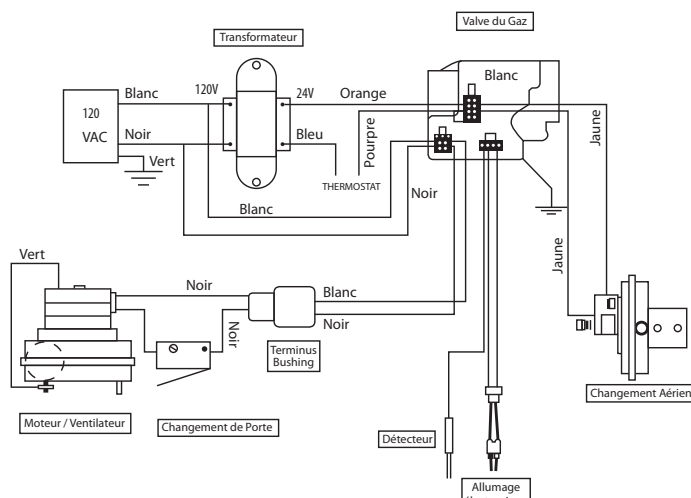 Valve du Gaz
Transformateur
Blanc
Blanc
120V
24V
Orange
120
VAC
Noir
Bleu
Vert
Pourpre
THERMOSTAT
Jaune
Blanc
Noir
Vert
Jaune
Noir
Blanc
Noir
Noir
Terminus
Bushing
Changement Aérien
Moteur / Ventilateur
Changement de Porte
Détecteur
Allumage